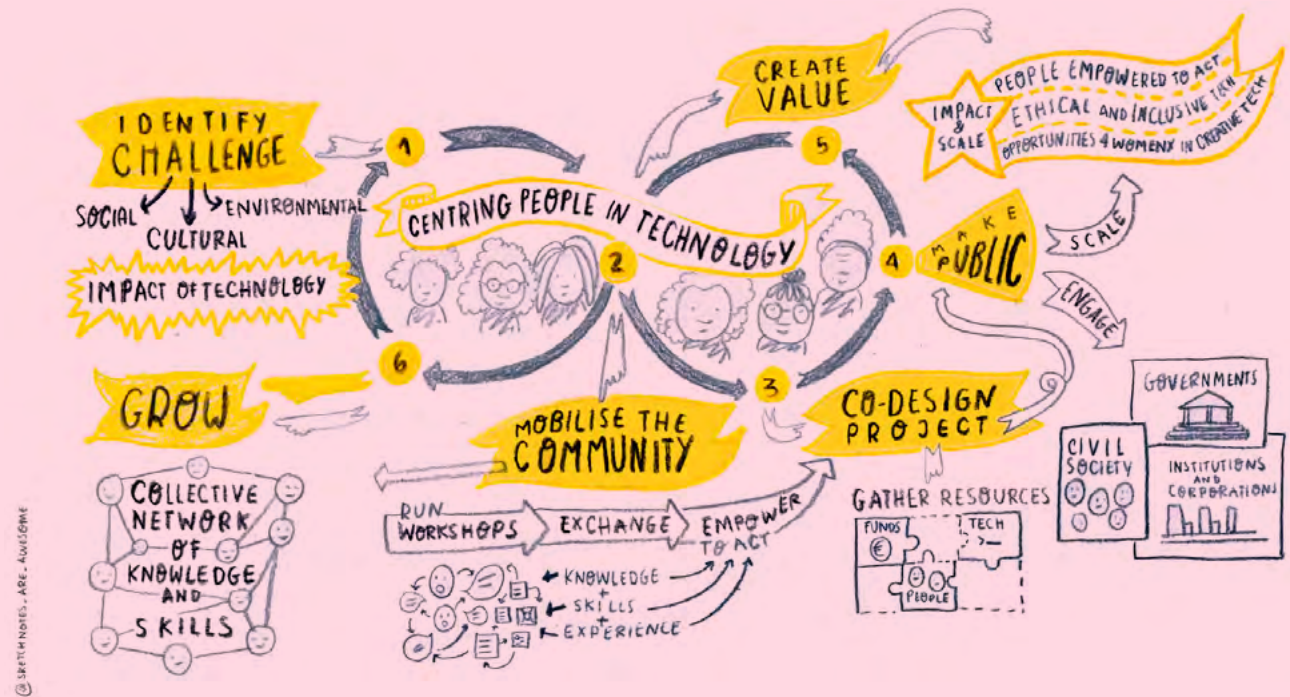 IDENTIFY
CHALLENGE
SOCIAL
CULTURAL
ENVIRONMENTAL
IMPACT OF TECHNOLOGY
1
CENTRING PEOPLE IN TECHNOLOGY
2
6
GROW
COLLECTIVE
NETWORK
OF
KNOWLEDGE
AND
SKILLS
MOBILISE THE
COMMUNITY
RUN
WORKSHOPS
EXCHANGE
EMPOWER
TO ACT
KNOWLEDGE
+
SKILLS
+
EXPERIENCE
3
CO-DESIGN
PROJECT
GATHER RESOURCES
FUNDS
€
TECH
>—
PEOPLE
4
MAKE
PUBLIC
SCALE
ENGAGE
GOVERNMENTS
CIVIL
SOCIETY
INSTITUTIONS
AND
CORPORATIONS
5
CREATE
VALUE
IMPACT
&
SCALE
PEOPLE EMPOWERED TO ACT
ETHICAL AND INCLUSIVE TECH
OPPORTUNITIES 4 WOMENX IN CREATIVE TECH
@SKETCHNOTES.ARE.AWESOME